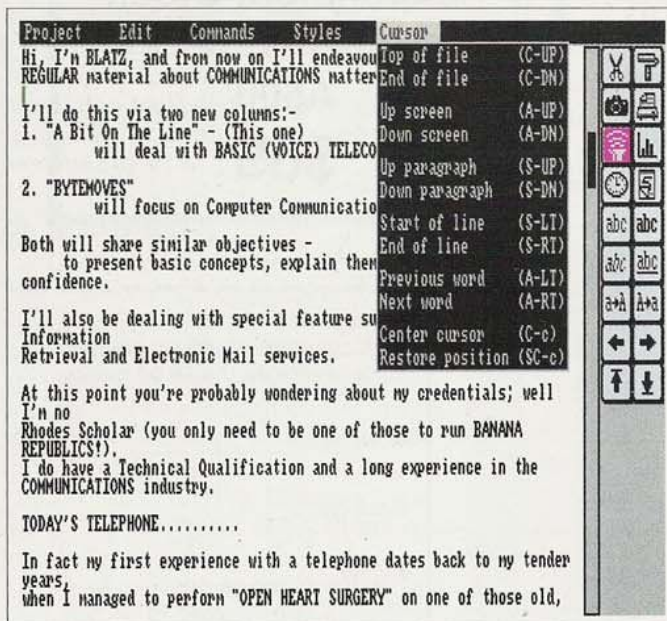 Project Edit Commands Styles Cursor
Hi, I'm BLATZ, and from now on I'll endeavou
REGULAR material about COMMUNICATIONS matter
I'll do this via two new columns:-
1. "A Bit On The Line" - (This one)
will deal with BASIC (VOICE) TELECO
2. "BYTEMOVES"
will focus on Computer Communicatio
Both will share similar objectives -
to present basic concepts, explain them
confidence.
I'll also be dealing with special feature su
Information
Retrieval and Electronic Mail services.
At this point you're probably wondering about my credentials; well
I'm no
Rhodes Scholar (you only need to be one of those to run BANANA
REPUBLICS!).
I do have a Technical Qualification and a long experience in the
COMMUNICATIONS industry.
TODAY'S TELEPHONE..........
In fact my first experience with a telephone dates back to my tender
years,
when I managed to perform "OPEN HEART SURGERY" on one of those old,
Top of file (C-UP)
End of file (C-DN)
Up screen (A-UP)
Down screen (A-DN)
Up paragraph (S-UP)
Down paragraph (S-DN)
Start of line (S-LT)
End of line (S-RT)
Previous word (A-LT)
Next word (A-RT)
Center cursor (C-c)
Restore position (SC-c)
abc abc
abc abc
a→A A→a